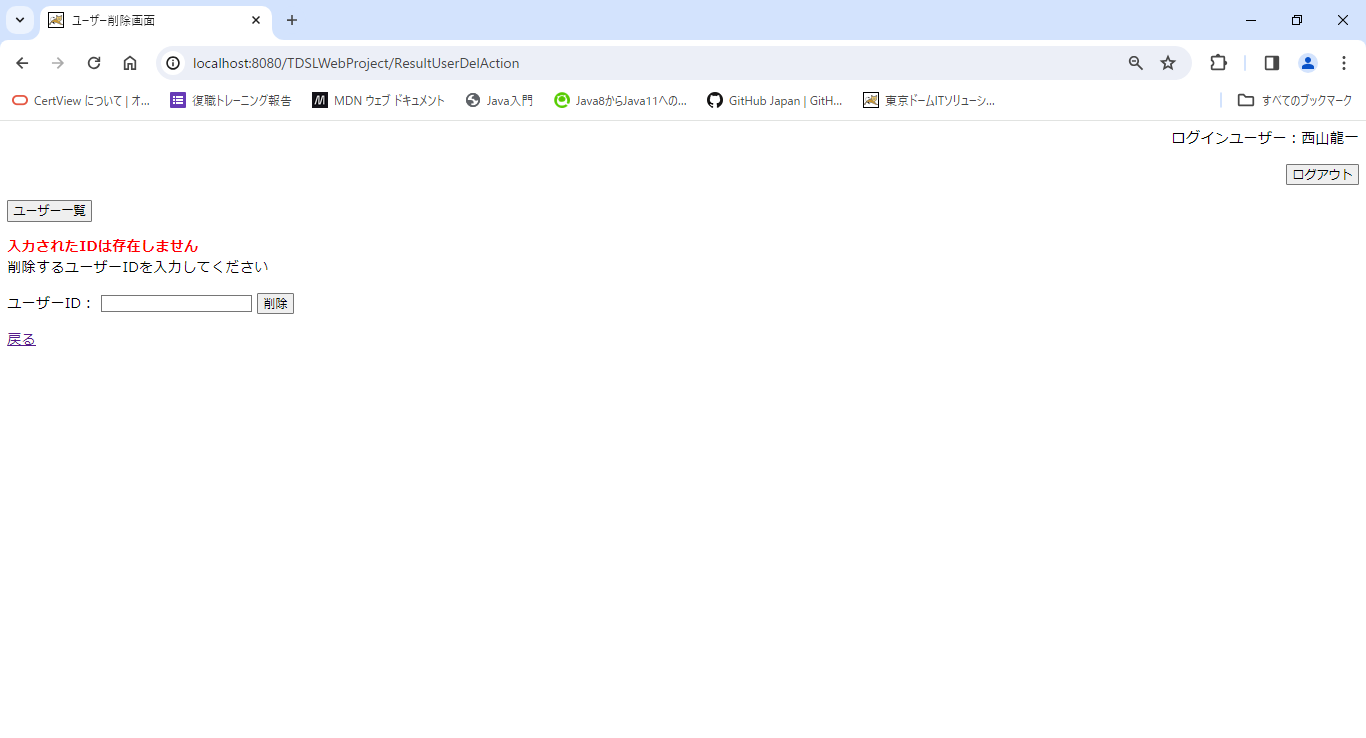 ユーザー削除画面
localhost:8080/TDSLWebProject/ResultUserDelAction
CertView について | オ... 復職トレーニング報告 MDN ウェブ ドキュメント Java入門 Java8からJava11への... GitHub Japan | GitH... 東京ドームITソリューシ... すべてのブックマーク
ログインユーザー：西山龍一
ログアウト
ユーザー一覧
入力されたIDは存在しません
削除するユーザーIDを入力してください
ユーザーID： 削除
戻る